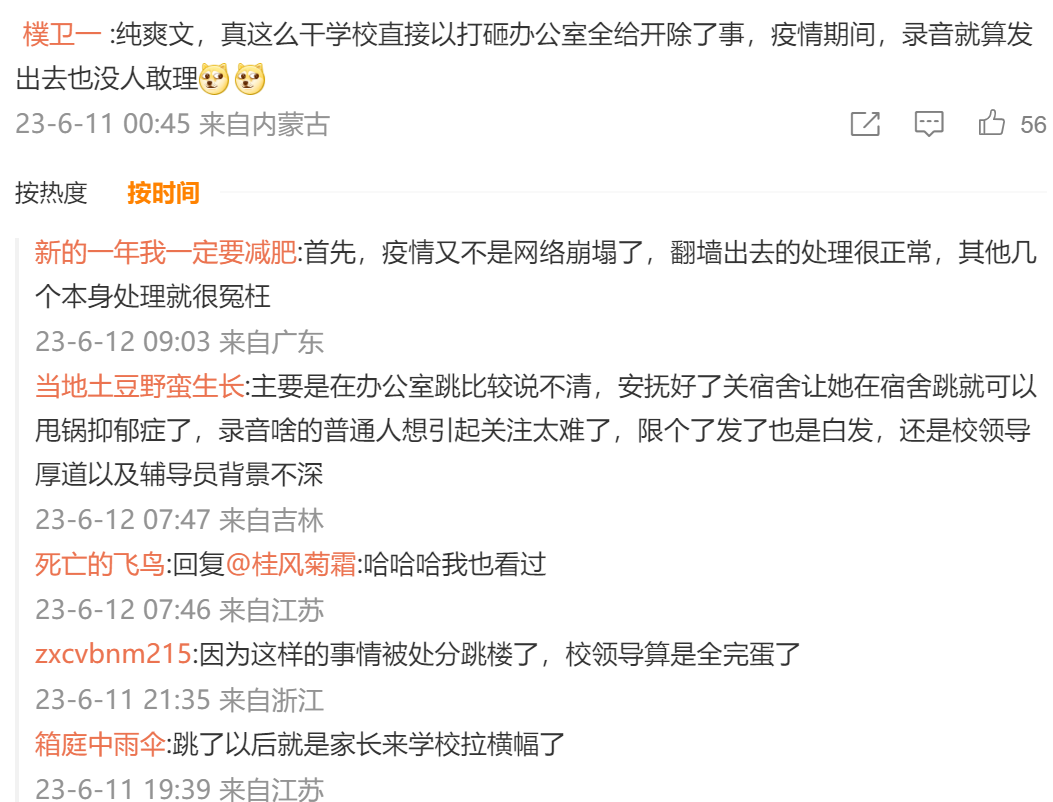 樸卫一 :纯爽文，真这么干学校直接以打砸办公室全给开除了事，疫情期间，录音就算发
出去也没人敢理
23-6-11 00:45 来自内蒙古
56
按热度 按时间
新的一年我一定要减肥:首先，疫情又不是网络崩塌了，翻墙出去的处理很正常，其他几
个本身处理就很冤枉
23-6-12 09:03 来自广东
当地土豆野蛮生长:主要是在办公室跳比较说不清，安抚好了关宿舍让她在宿舍跳就可以
甩锅抑郁症了，录音啥的普通人想引起关注太难了，限个了发了也是白发，还是校领导
厚道以及辅导员背景不深
23-6-12 07:47 来自吉林
死亡的飞鸟:回复@桂风菊霜:哈哈哈我也看过
23-6-12 07:46 来自江苏
zxcvbnm215:因为这样的事情被处分跳楼了，校领导算是全完蛋了
23-6-11 21:35 来自浙江
箱庭中雨伞:跳了以后就是家长来学校拉横幅了
23-6-11 19:39 来自江苏